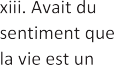 xiii. Avait du
sentiment que
la vie est un